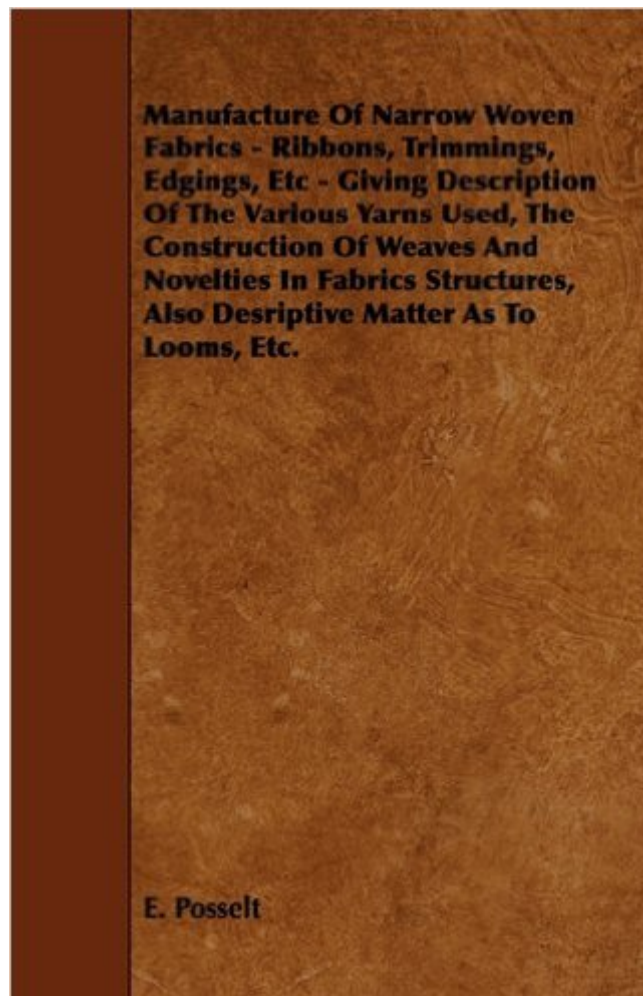 Manufacture Of Narrow Woven
Fabrics - Ribbons, Trimmings,
Edgings, Etc - Giving Description
Of The Various Yarns Used, The
Construction Of Weaves And
Novelties In Fabrics Structures,
Also Desriptive Matter As To
Looms, Etc.
E. Posselt